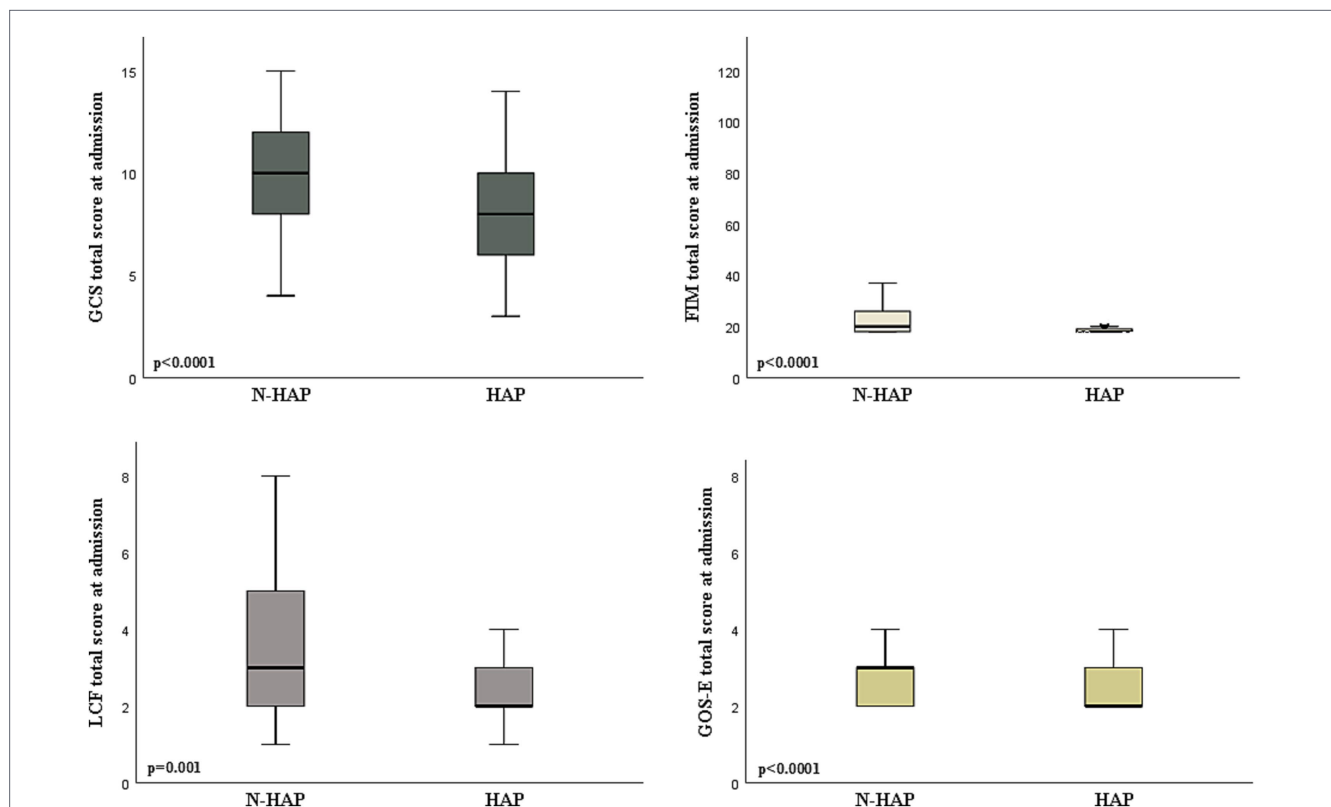 GCS total score at admission
15
10
5
0
p<0.0001
N-HAP
HAP
FIM total score at admission
120
100
80
60
40
20
0
p<0.0001
N-HAP
HAP
LCF total score at admission
8
6
4
2
0
p=0.001
N-HAP
HAP
GOS-E total score at admission
8
6
4
2
0
p<0.0001
N-HAP
HAP